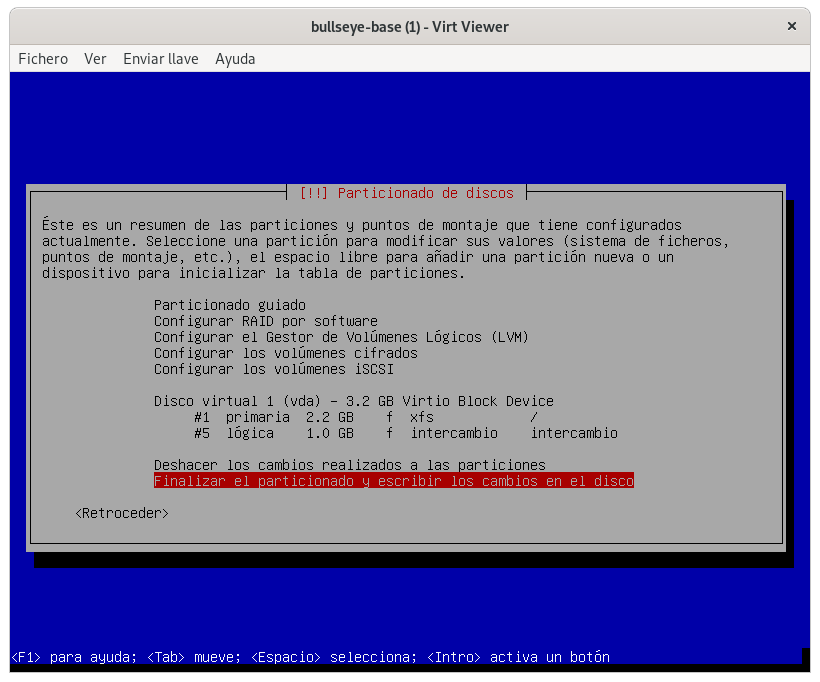 bullseye-base (1) - Virt Viewer
×
Fichero Ver Enviar llave Ayuda
[!!] Particionado de discos
Éste es un resumen de las particiones y puntos de montaje que tiene configurados
actualmente. Seleccione una partición para modificar sus valores (sistema de ficheros,
puntos de montaje, etc.), el espacio libre para añadir una partición nueva o un
dispositivo para inicializar la tabla de particiones.
Particionado guiado
Configurar RAID por software
Configurar el Gestor de Volúmenes Lógicos (LVM)
Configurar los volúmenes cifrados
Configurar los volúmenes iSCSI
Disco virtual 1 (vda) – 3.2 GB Virtio Block Device
#1 primaria 2.2 GB f xfs /
#5 lógica 1.0 GB f intercambio intercambio
Deshacer los cambios realizados a las particiones
Finalizar el particionado y escribir los cambios en el disco
<Retroceder>
<F1> para ayuda; <Tab> mueve; <Espacio> selecciona; <Intro> activa un botón